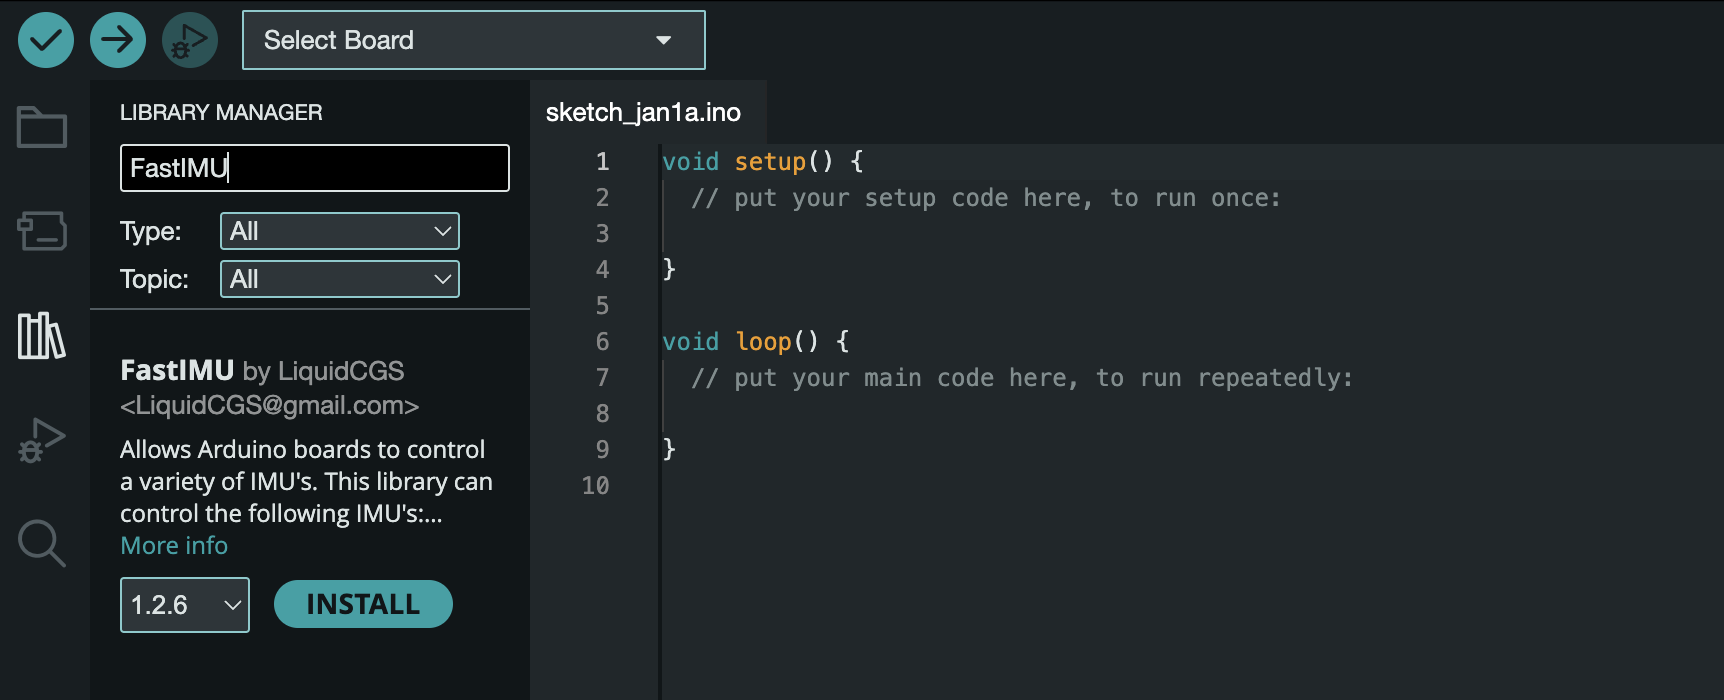 Select Board
LIBRARY MANAGER
FastIMU
Type: All
Topic: All
FastIMU by LiquidCGS
<LiquidCGS@gmail.com>
Allows Arduino boards to control
a variety of IMU's. This library can
control the following IMU's:...
More info
1.2.6 INSTALL
sketch_jan1a.ino
1 void setup() {
2 // put your setup code here, to run once:
3
4 }
5
6 void loop() {
7 // put your main code here, to run repeatedly:
8
9 }
10